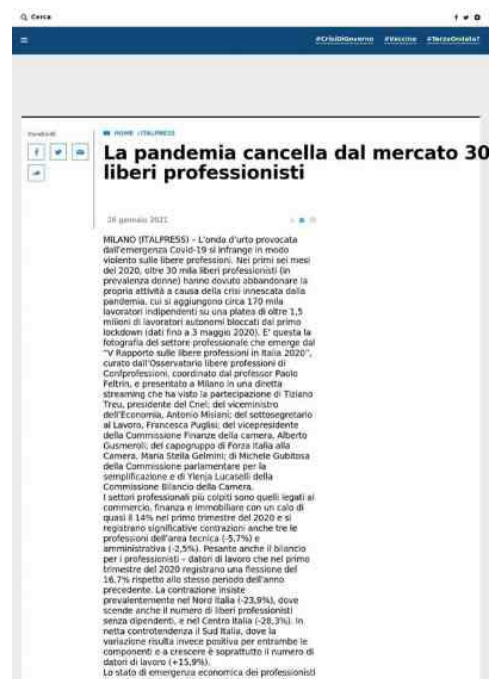 Cerca
#CrisiDiGoverno #Vaccine #TerzaOndata?
Condividi
HOME ›ITALPRESS
La pandemia cancella dal mercato 30
liberi professionisti
26 gennaio 2021
MILANO (ITALPRESS) – L'onda d'urto provocata
dall'emergenza Covid-19 si infrange in modo
violento sulle libere professioni. Nei primi sei mesi
del 2020, oltre 30 mila liberi professionisti (in
prevalenza donne) hanno dovuto abbandonare la
propria attività a causa della crisi innescata dalla
pandemia, cui si aggiungono circa 170 mila
lavoratori indipendenti su una platea di oltre 1,5
milioni di lavoratori autonomi bloccati dal primo
lockdown (dati fino a 3 maggio 2020). E' questa la
fotografia del settore professionale che emerge dal
"V Rapporto sulle libere professioni in Italia 2020",
curato dall'Osservatorio libere professioni di
Confprofessioni, coordinato dal professor Paolo
Feltrin, e presentato a Milano in una diretta
streaming che ha visto la partecipazione di Tiziano
Treu, presidente del Cnel; del viceministro
dell'Economia, Antonio Misiani; del sottosegretario
al Lavoro, Francesca Puglisi; del vicepresidente
della Commissione Finanze della camera, Alberto
Gusmeroli; del capogruppo di Forza Italia alla
Camera, Maria Stella Gelmini; di Michele Gubitosa
della Commissione parlamentare per la
semplificazione e di Ylenja Lucaselli della
Commissione Bilancio della Camera.
I settori professionali più colpiti sono quelli legati al
commercio, finanza e immobiliare con un calo di
quasi il 14% nel primo trimestre del 2020 e si
registrano significative contrazioni anche tre le
professioni dell'area tecnica (-5,7%) e
amministrativa (-2,5%). Pesante anche il bilancio
per i professionisti – datori di lavoro che nel primo
trimestre del 2020 registrano una flessione del
16,7% rispetto allo stesso periodo dell'anno
precedente. La contrazione insiste
prevalentemente nel Nord Italia (-23,9%), dove
scende anche il numero di liberi professionisti
senza dipendenti, e nel Centro Italia (-28,3%). In
netta controtendenza il Sud Italia, dove la
variazione risulta invece positiva per entrambe le
componenti e a crescere è soprattutto il numero di
datori di lavoro (+15,9%).
Lo stato di emergenza economica dei professionisti